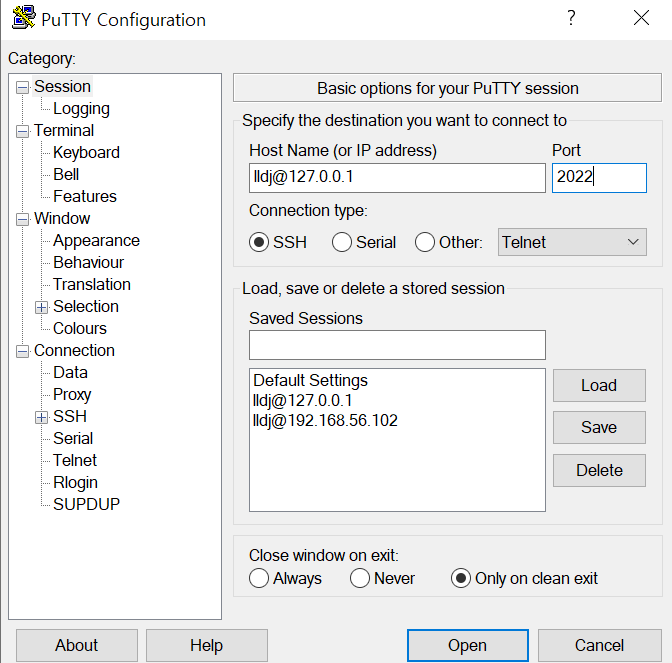 PuTTY Configuration
Category:
Session
Logging
Terminal
Keyboard
Bell
Features
Window
Appearance
Behaviour
Translation
Selection
Colours
Connection
Data
Proxy
SSH
Serial
Telnet
Rlogin
SUPDUP
Basic options for your PuTTY session
Specify the destination you want to connect to
Host Name (or IP address) Port
lldj@127.0.0.1 2022
Connection type:
SSH Serial Other: Telnet
Load, save or delete a stored session
Saved Sessions
Default Settings
lldj@127.0.0.1
lldj@192.168.56.102
Load
Save
Delete
Close window on exit:
Always Never Only on clean exit
About Help Open Cancel